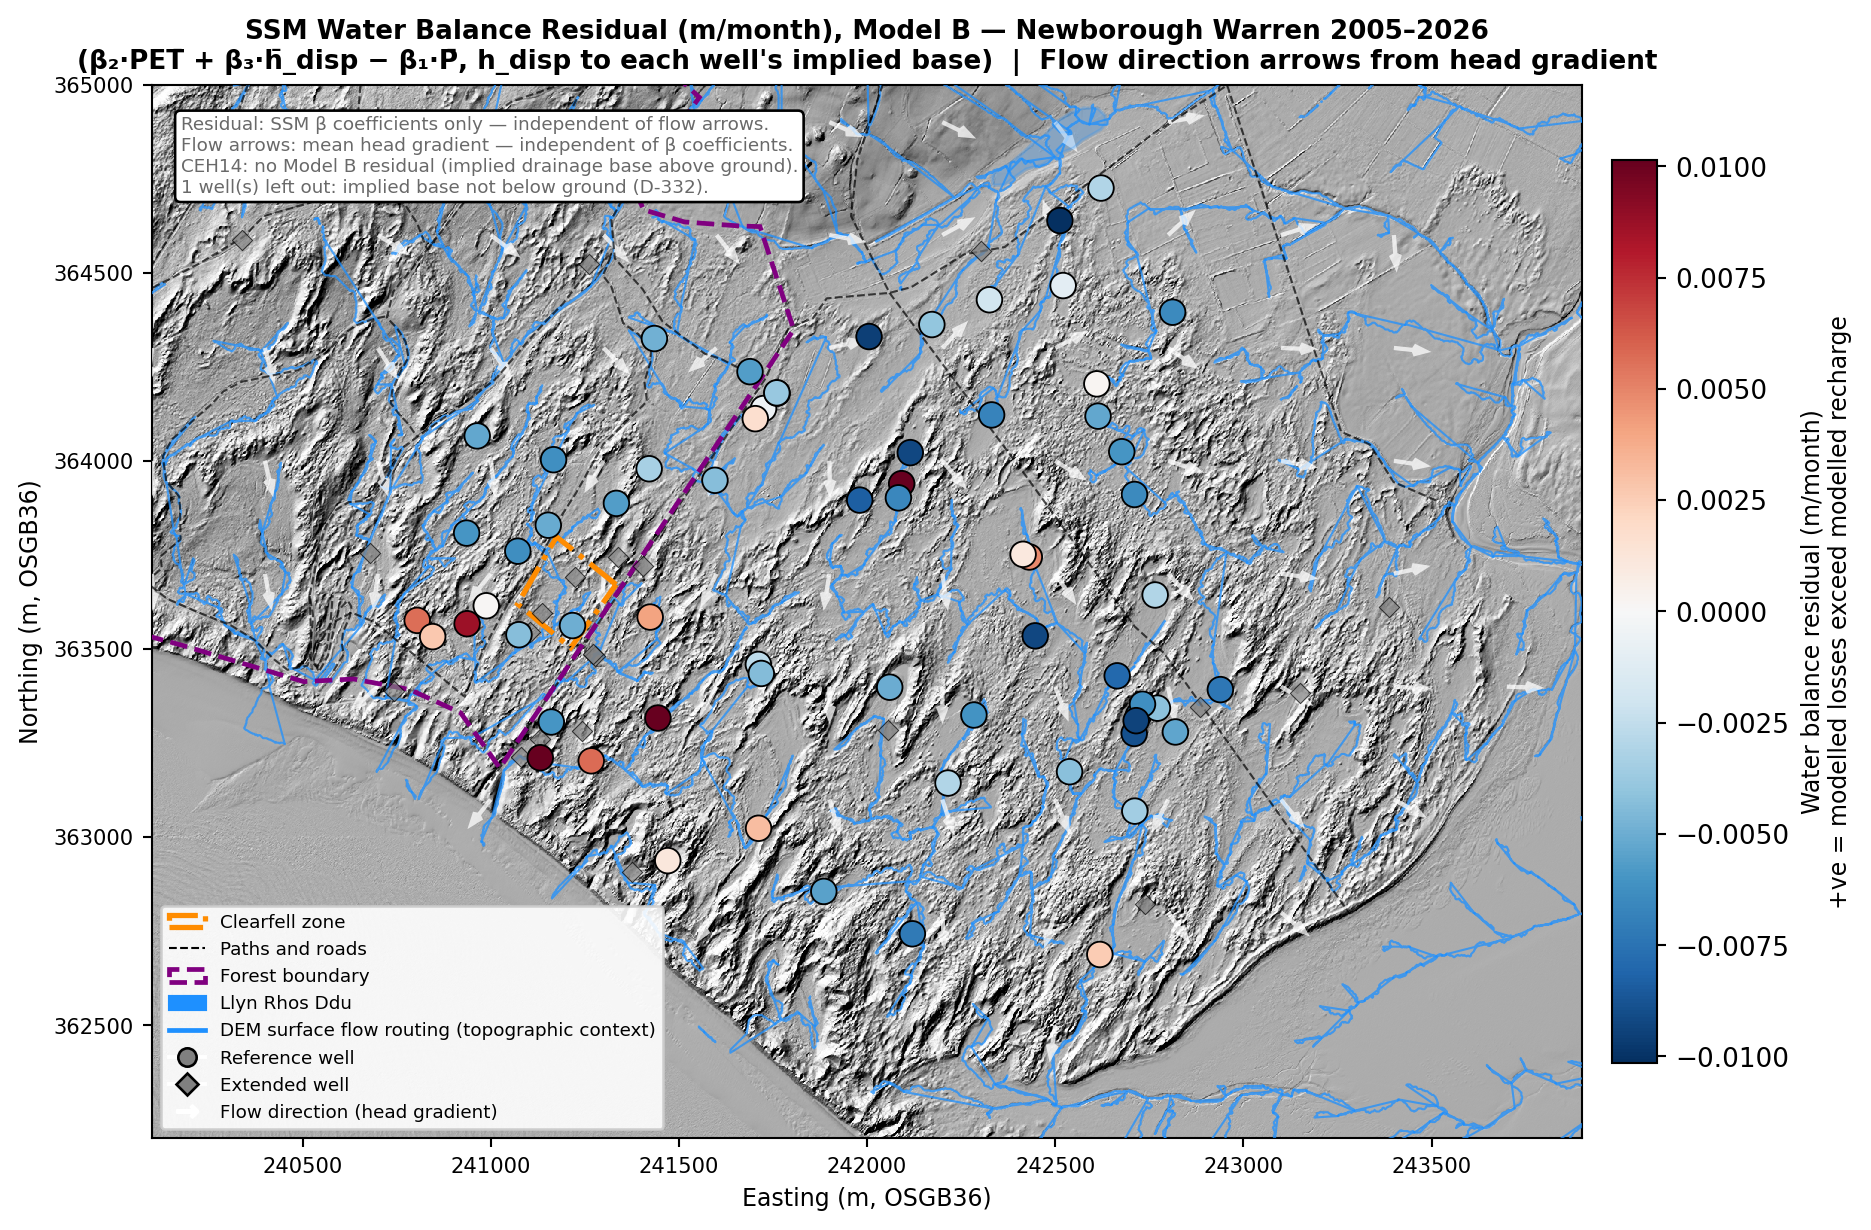 SSM Water Balance Residual (m/month), Model B — Newborough Warren 2005–2026
(β₂·PET + β₃·h̄_disp − β₁·P̄, h_disp to each well's implied base)  |  Flow direction arrows from head gradient
Residual: SSM β coefficients only — independent of flow arrows.
Flow arrows: mean head gradient — independent of β coefficients.
CEH14: no Model B residual (implied drainage base above ground).
1 well(s) left out: implied base not below ground (D-332).
365000
364500
364000
363500
363000
362500
Northing (m, OSGB36)
Clearfell zone
Paths and roads
Forest boundary
Llyn Rhos Ddu
DEM surface flow routing (topographic context)
Reference well
Extended well
Flow direction (head gradient)
240500
241000
241500
242000
242500
243000
243500
Easting (m, OSGB36)
0.0100
0.0075
0.0050
0.0025
0.0000
−0.0025
−0.0050
−0.0075
−0.0100
Water balance residual (m/month)
+ve = modelled losses exceed modelled recharge